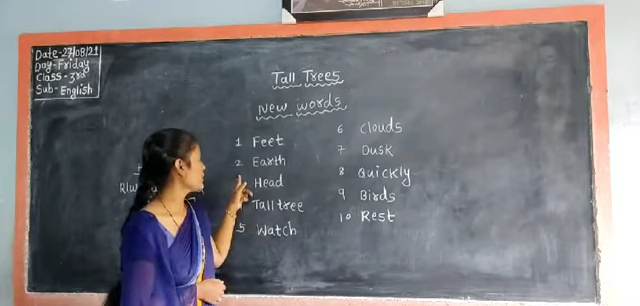 Date-27/08/21
Day-Friday
Class-3rd
Sub-English
Tall Trees
New words
1 Feet
2 Earth
Head
Tall tree
5 Watch
6 Clouds
7 Dusk
8 Quickly
9 Birds
10 Rest